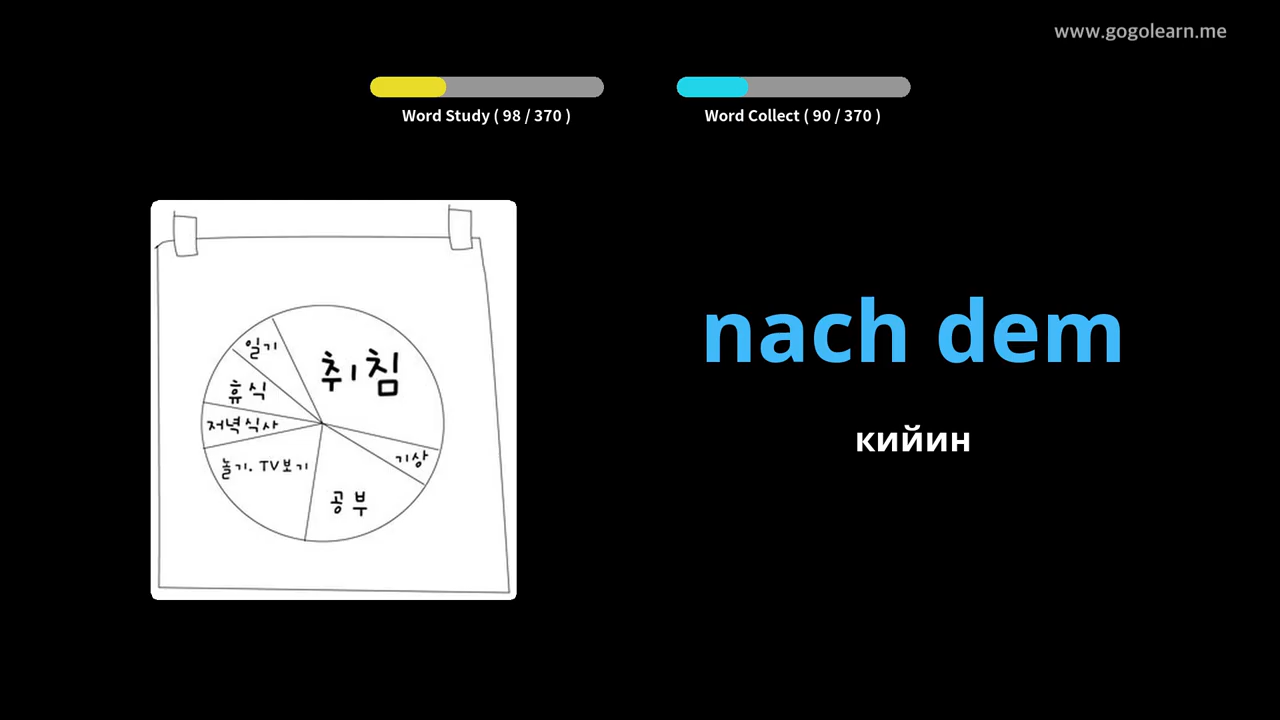 www.gogolearn.me
Word Study ( 98 / 370 )
Word Collect ( 90 / 370 )
일기
취침
휴식
저녁식사
놀기. TV보기
기상
공부
nach dem
кийин